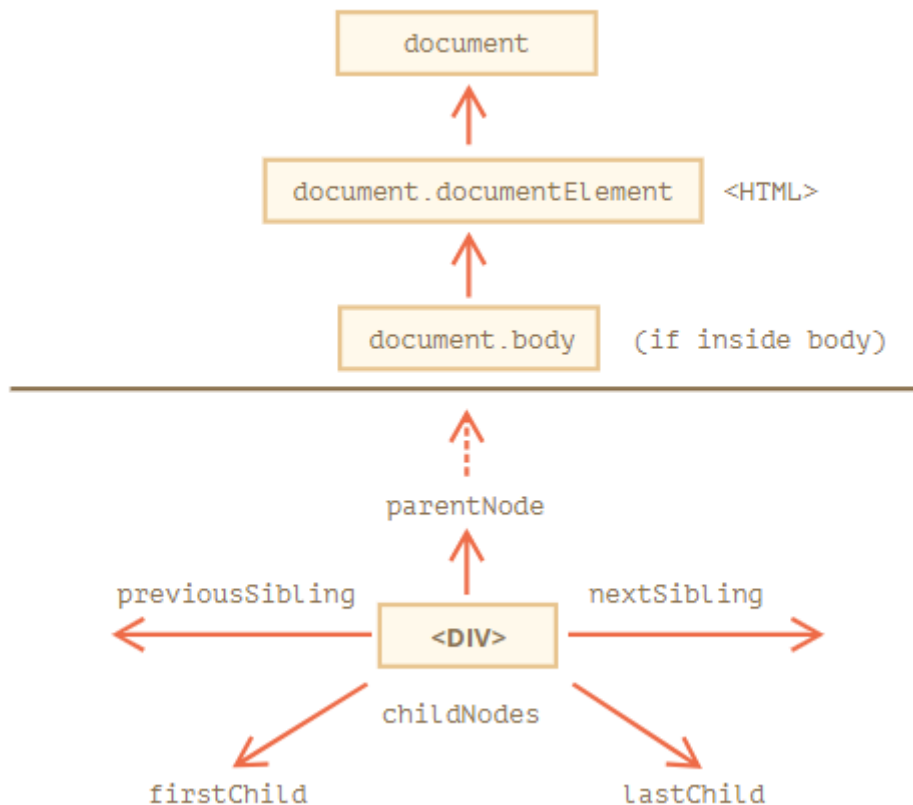 document
document.documentElement <HTML>
document.body (if inside body)
parentNode
previousSibling nextSibling
<DIV>
childNodes
firstChild lastChild